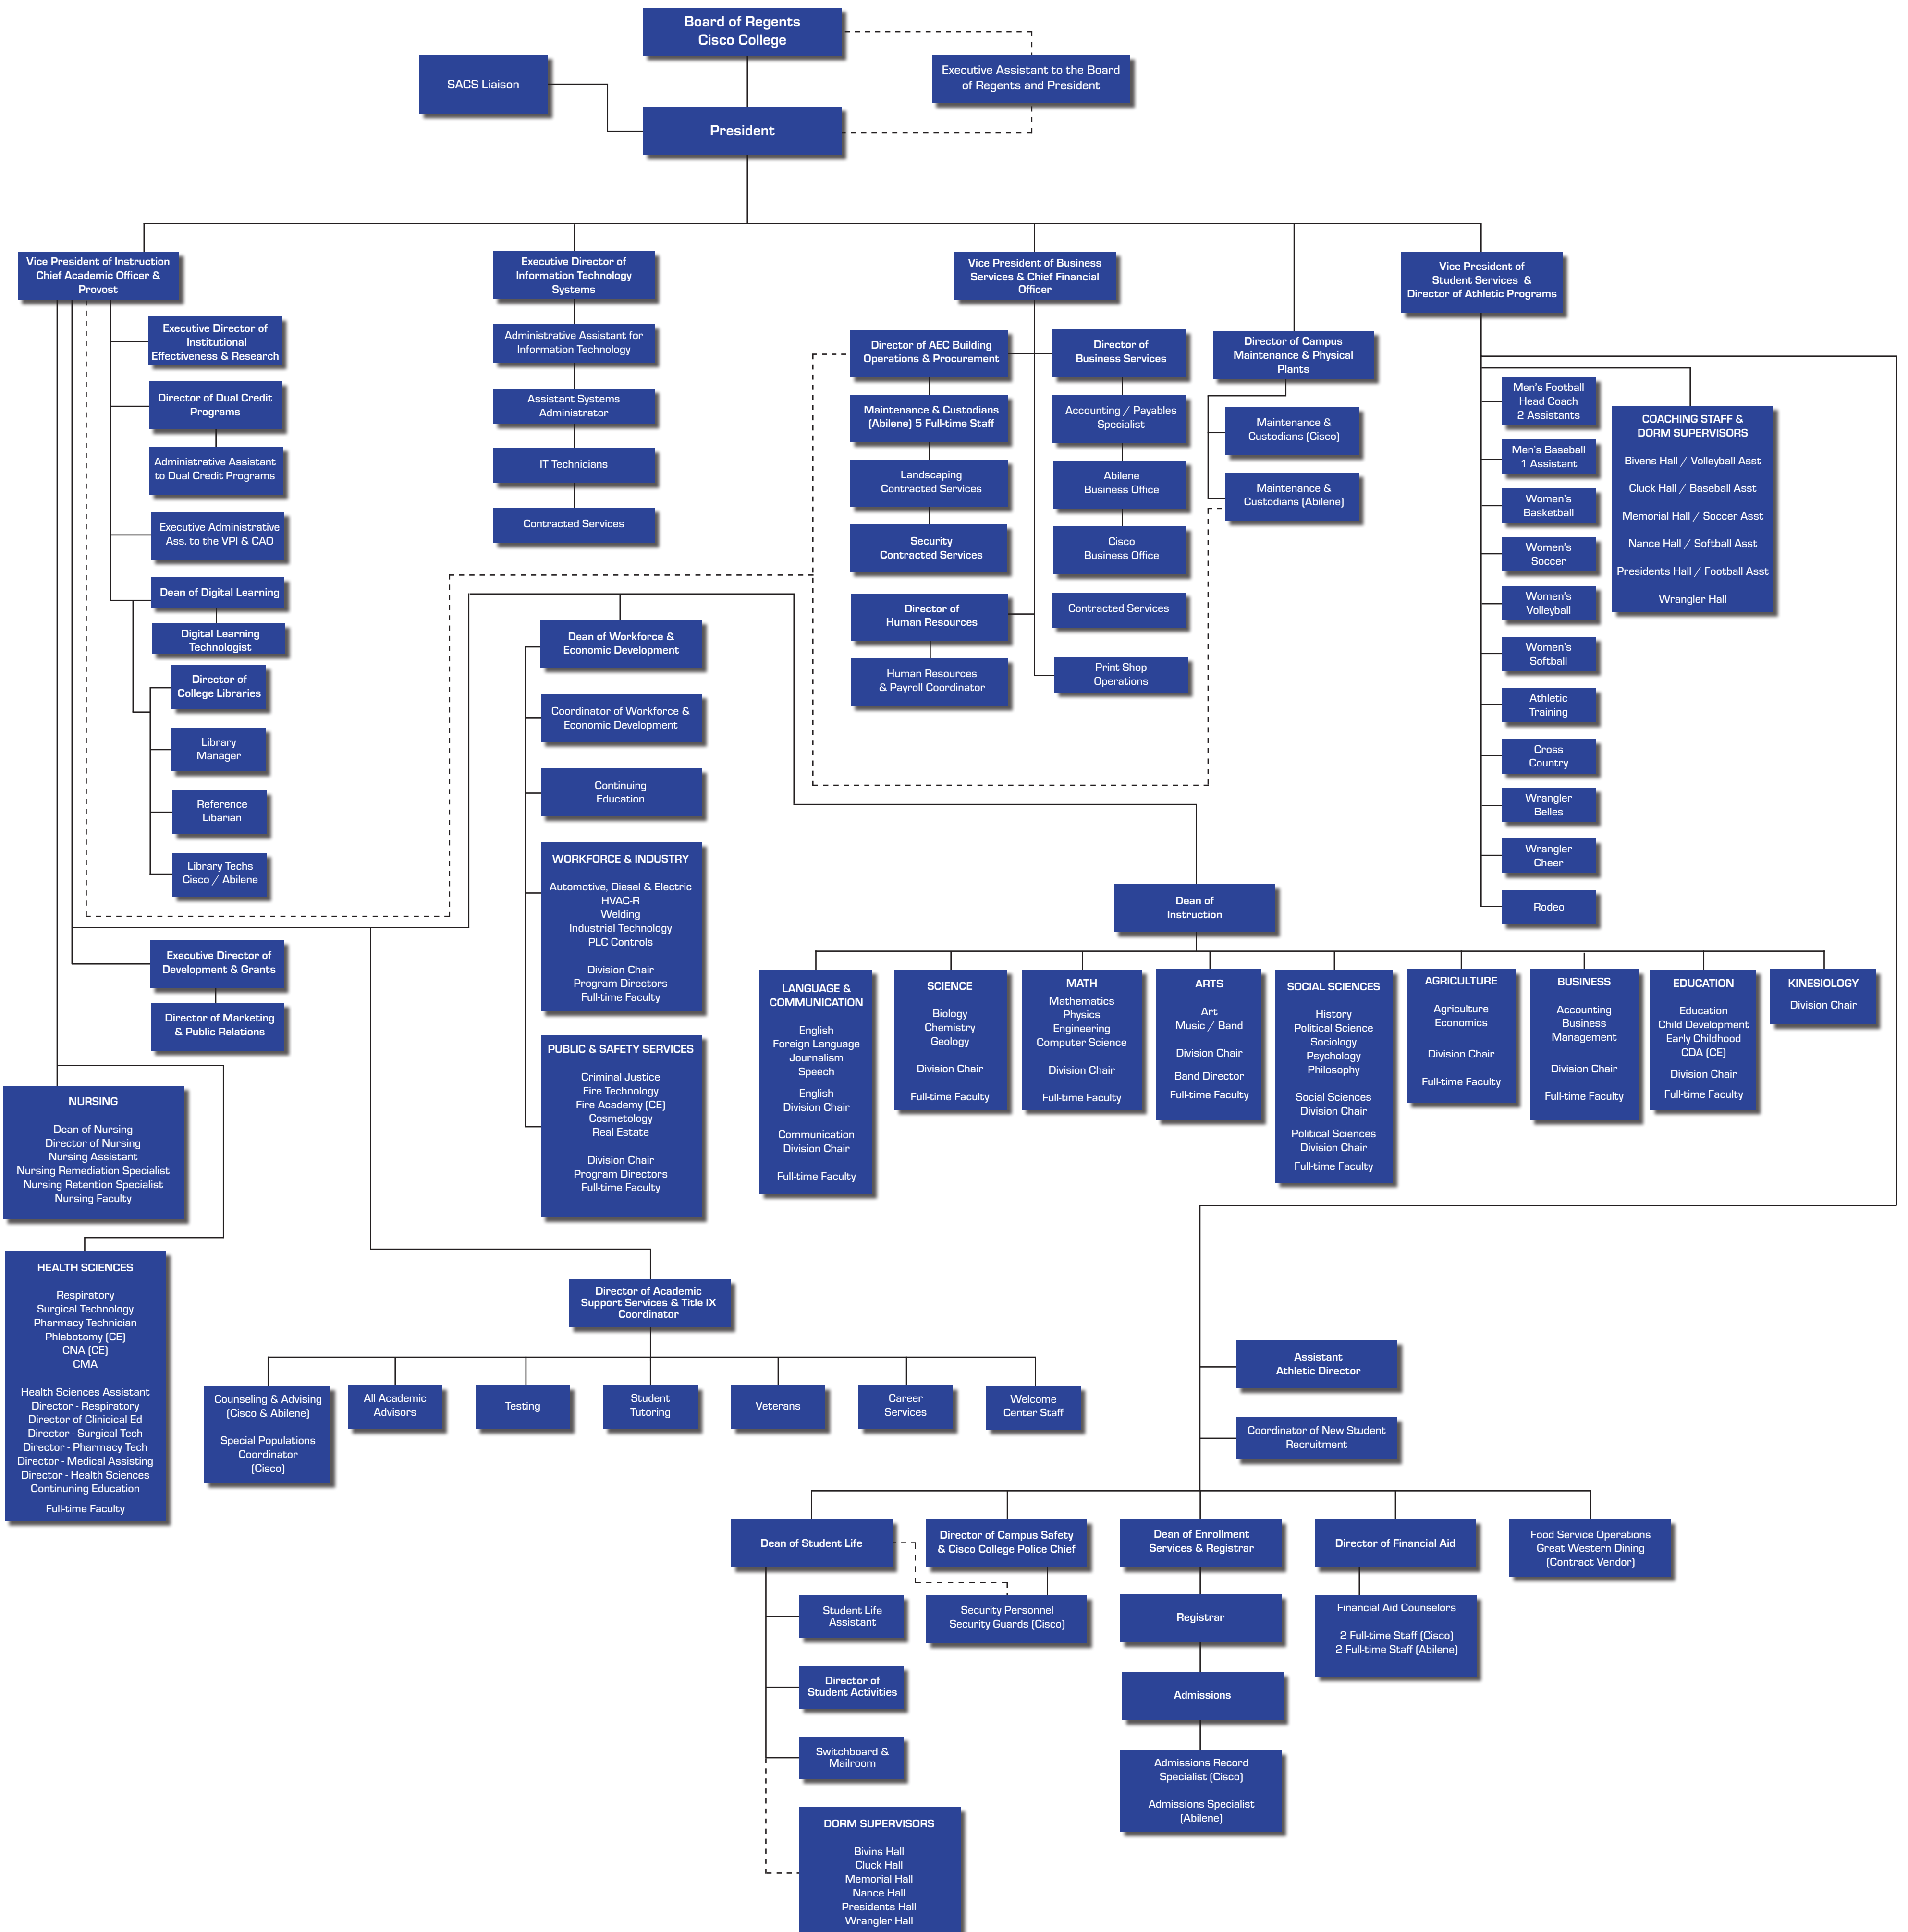 Board of Regents
Cisco College
SACS Liaison
Executive Assistant to the Board
of Regents and President
President
Vice President of Instruction
Chief Academic Officer &
Provost
Executive Director of
Information Technology
Systems
Vice President of Business
Services & Chief Financial
Officer
Vice President of
Student Services &
Director of Athletic Programs
Executive Director of
Institutional
Effectiveness & Research
Director of Dual Credit
Programs
Administrative Assistant
to Dual Credit Programs
Executive Administrative
Ass. to the VPI & CAO
Dean of Digital Learning
Digital Learning
Technologist
Director of
College Libraries
Library
Manager
Reference
Libarian
Library Techs
Cisco / Abilene
Executive Director of
Development & Grants
Director of Marketing
& Public Relations
NURSING
Dean of Nursing
Director of Nursing
Nursing Assistant
Nursing Remediation Specialist
Nursing Retention Specialist
Nursing Faculty
HEALTH SCIENCES
Respiratory
Surgical Technology
Pharmacy Technician
Phlebotomy (CE)
CNA (CE)
CMA
Health Sciences Assistant
Director - Respiratory
Director of Clinicical Ed
Director - Surgical Tech
Director - Pharmacy Tech
Director - Medical Assisting
Director - Health Sciences
Continuning Education
Full-time Faculty
Administrative Assistant for
Information Technology
Assistant Systems
Administrator
IT Technicians
Contracted Services
Dean of Workforce &
Economic Development
Coordinator of Workforce &
Economic Development
Continuing
Education
WORKFORCE & INDUSTRY
Automotive, Diesel & Electric
HVAC-R
Welding
Industrial Technology
PLC Controls
Division Chair
Program Directors
Full-time Faculty
PUBLIC & SAFETY SERVICES
Criminal Justice
Fire Technology
Fire Academy (CE)
Cosmetology
Real Estate
Division Chair
Program Directors
Full-time Faculty
Director of AEC Building
Operations & Procurement
Maintenance & Custodians
(Abilene) 5 Full-time Staff
Landscaping
Contracted Services
Security
Contracted Services
Director of
Human Resources
Human Resources
& Payroll Coordinator
Director of
Business Services
Accounting / Payables
Specialist
Abilene
Business Office
Cisco
Business Office
Contracted Services
Print Shop
Operations
Director of Campus
Maintenance & Physical
Plants
Maintenance &
Custodians (Cisco)
Maintenance &
Custodians (Abilene)
Men's Football
Head Coach
2 Assistants
Men's Baseball
1 Assistant
Women's
Basketball
Women's
Soccer
Women's
Volleyball
Women's
Softball
Athletic
Training
Cross
Country
Wrangler
Belles
Wrangler
Cheer
Rodeo
COACHING STAFF &
DORM SUPERVISORS
Bivens Hall / Volleyball Asst
Cluck Hall / Baseball Asst
Memorial Hall / Soccer Asst
Nance Hall / Softball Asst
Presidents Hall / Football Asst
Wrangler Hall
Dean of
Instruction
LANGUAGE &
COMMUNICATION
English
Foreign Language
Journalism
Speech
English
Division Chair
Communication
Division Chair
Full-time Faculty
SCIENCE
Biology
Chemistry
Geology
Division Chair
Full-time Faculty
MATH
Mathematics
Physics
Engineering
Computer Science
Division Chair
Full-time Faculty
ARTS
Art
Music / Band
Division Chair
Band Director
Full-time Faculty
SOCIAL SCIENCES
History
Political Science
Sociology
Psychology
Philosophy
Social Sciences
Division Chair
Political Sciences
Division Chair
Full-time Faculty
AGRICULTURE
Agriculture
Economics
Division Chair
Full-time Faculty
BUSINESS
Accounting
Business
Management
Division Chair
Full-time Faculty
EDUCATION
Education
Child Development
Early Childhood
CDA (CE)
Division Chair
Full-time Faculty
KINESIOLOGY
Division Chair
Director of Academic
Support Services & Title IX
Coordinator
Counseling & Advising
(Cisco & Abilene)
Special Populations
Coordinator
(Cisco)
All Academic
Advisors
Testing
Student
Tutoring
Veterans
Career
Services
Welcome
Center Staff
Assistant
Athletic Director
Coordinator of New Student
Recruitment
Dean of Student Life
Student Life
Assistant
Director of
Student Activities
Switchboard &
Mailroom
DORM SUPERVISORS
Bivins Hall
Cluck Hall
Memorial Hall
Nance Hall
Presidents Hall
Wrangler Hall
Director of Campus Safety
& Cisco College Police Chief
Security Personnel
Security Guards (Cisco)
Dean of Enrollment
Services & Registrar
Registrar
Admissions
Admissions Record
Specialist (Cisco)
Admissions Specialist
(Abilene)
Director of Financial Aid
Financial Aid Counselors
2 Full-time Staff (Cisco)
2 Full-time Staff (Abilene)
Food Service Operations
Great Western Dining
(Contract Vendor)